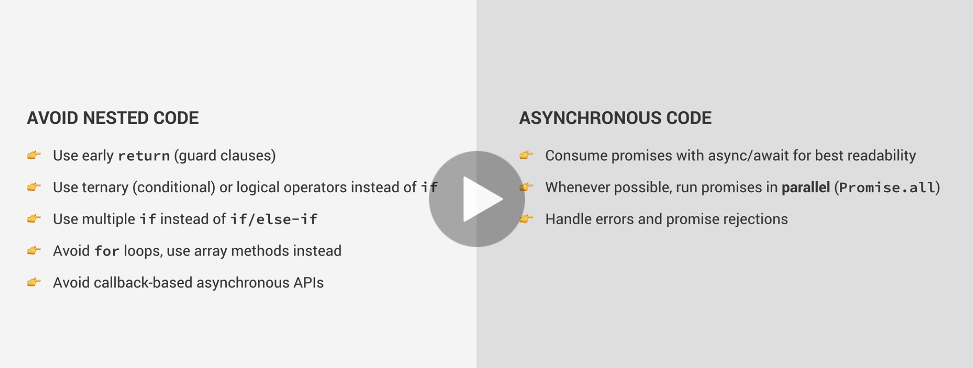 AVOID NESTED CODE
Use early return (guard clauses)
Use ternary (conditional) or logical operators instead of if
Use multiple if instead of if/else-if
Avoid for loops, use array methods instead
Avoid callback-based asynchronous APIs
ASYNCHRONOUS CODE
Consume promises with async/await for best readability
Whenever possible, run promises in parallel (Promise.all)
Handle errors and promise rejections